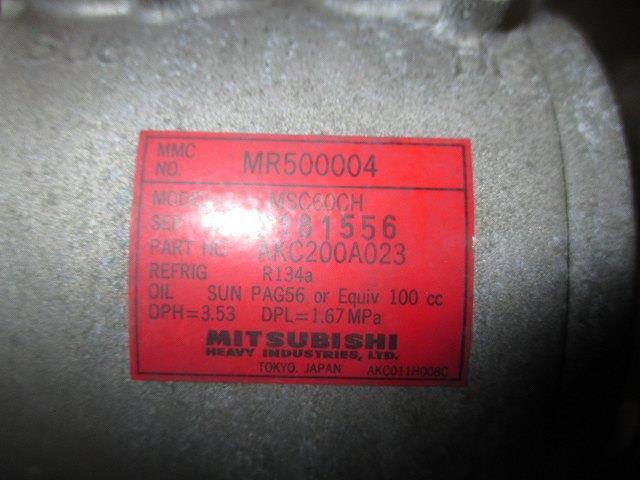 MMC
NO. MR500004
MSC60CH
181556
PART NO AKC200A023
REFRIG R134a
OIL SUN PAG56 or Equiv 100 cc
DPH=3.53 DPL=1.67 MPa
MITSUBISHI
HEAVY INDUSTRIES, LTD.
TOKYO. JAPAN AKC011H008C